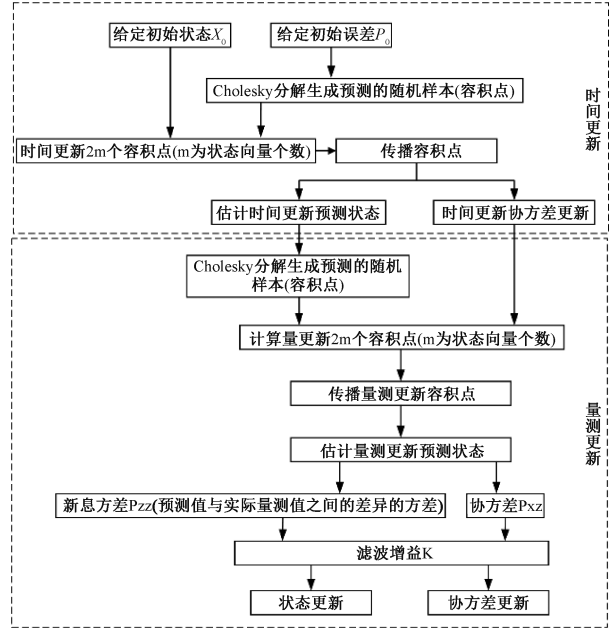 给定初始状态X₀
给定初始误差P₀
Cholesky分解生成预测的随机样本(容积点)
时间更新2m个容积点(m为状态向量个数)
传播容积点
估计时间更新预测状态
时间更新协方差更新
时间更新
Cholesky分解生成预测的随机
样本(容积点)
计算量更新2m个容积点(m为状态向量个数)
传播量测更新容积点
估计量测更新预测状态
新息方差Pzz(预测值与实际量测值之间的差异的方差)
协方差Pxz
滤波增益K
状态更新
协方差更新
量测更新